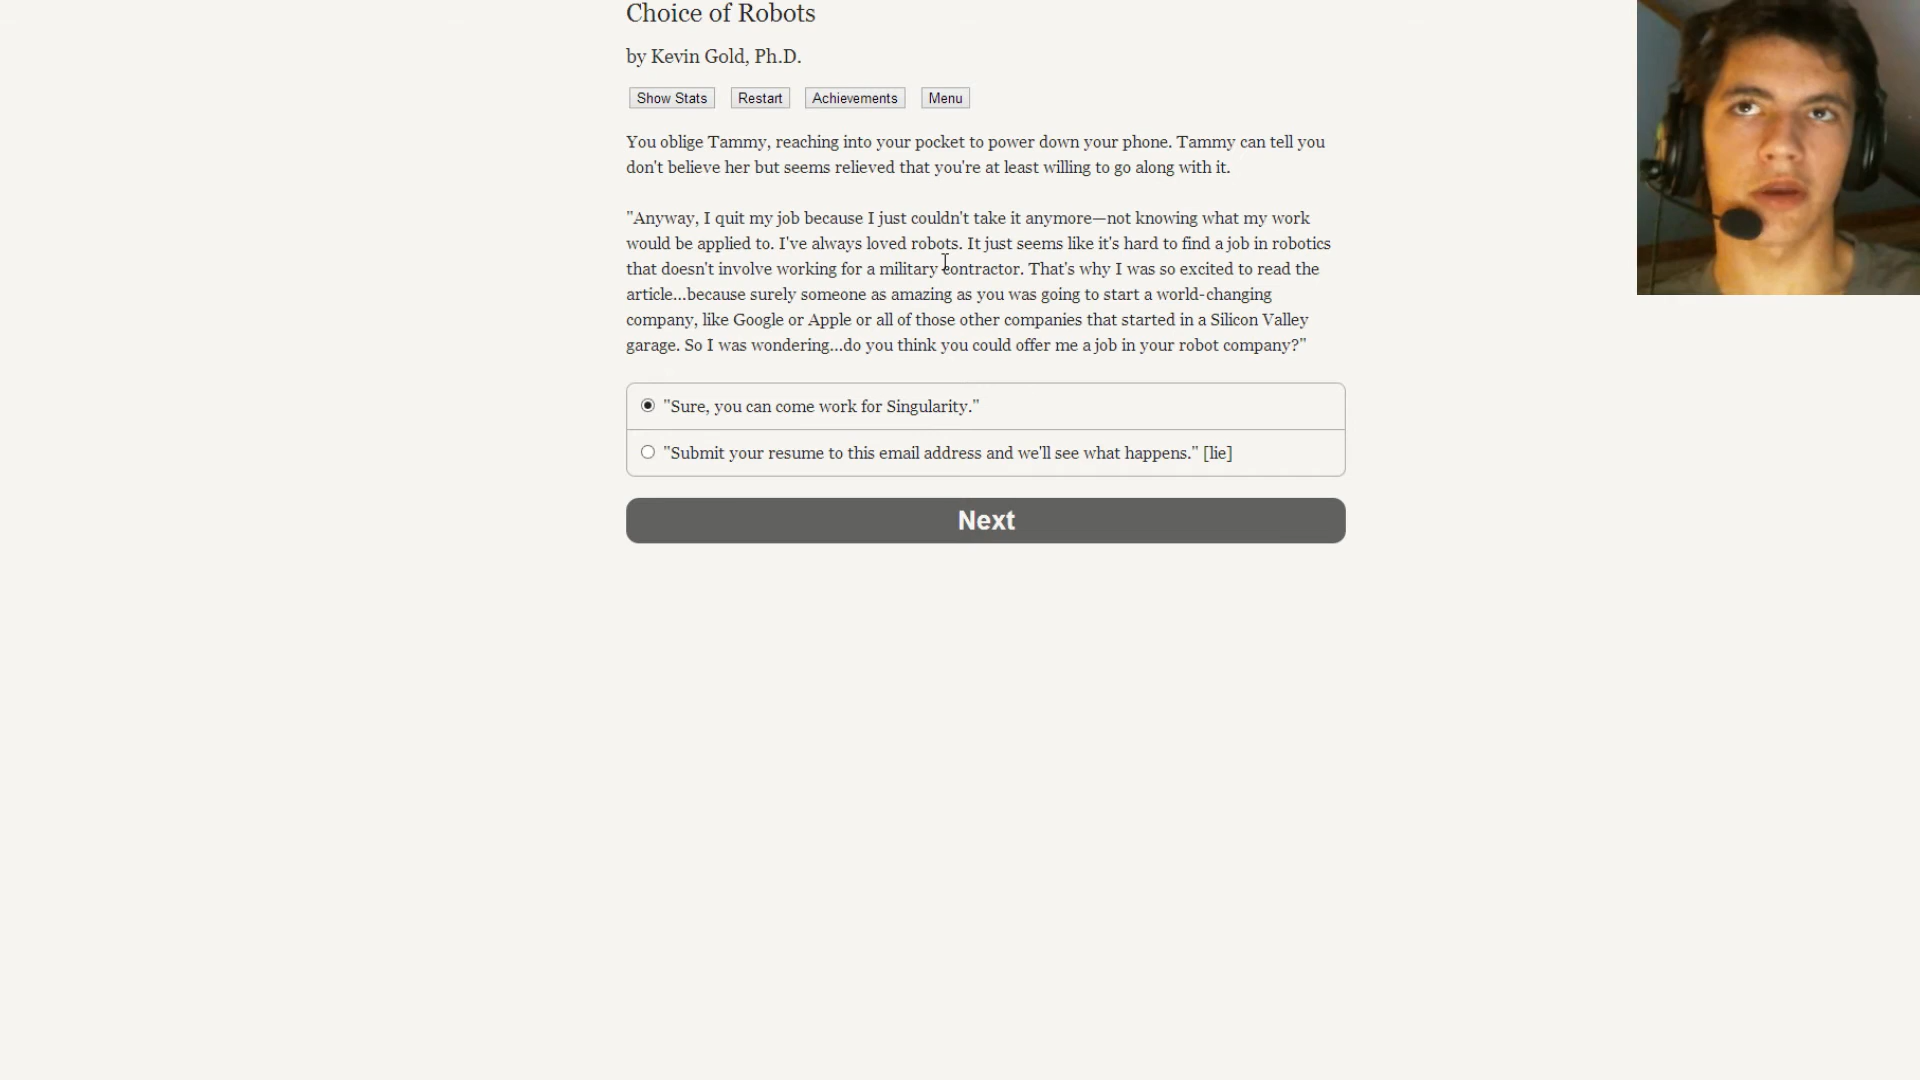 Choice of Robots
by Kevin Gold, Ph.D.
Show Stats Restart Achievements Menu
You oblige Tammy, reaching into your pocket to power down your phone. Tammy can tell you
don't believe her but seems relieved that you're at least willing to go along with it.
"Anyway, I quit my job because I just couldn't take it anymore—not knowing what my work
would be applied to. I've always loved robots. It just seems like it's hard to find a job in robotics
that doesn't involve working for a military contractor. That's why I was so excited to read the
article...because surely someone as amazing as you was going to start a world-changing
company, like Google or Apple or all of those other companies that started in a Silicon Valley
garage. So I was wondering...do you think you could offer me a job in your robot company?"
"Sure, you can come work for Singularity."
"Submit your resume to this email address and we'll see what happens." [lie]
Next